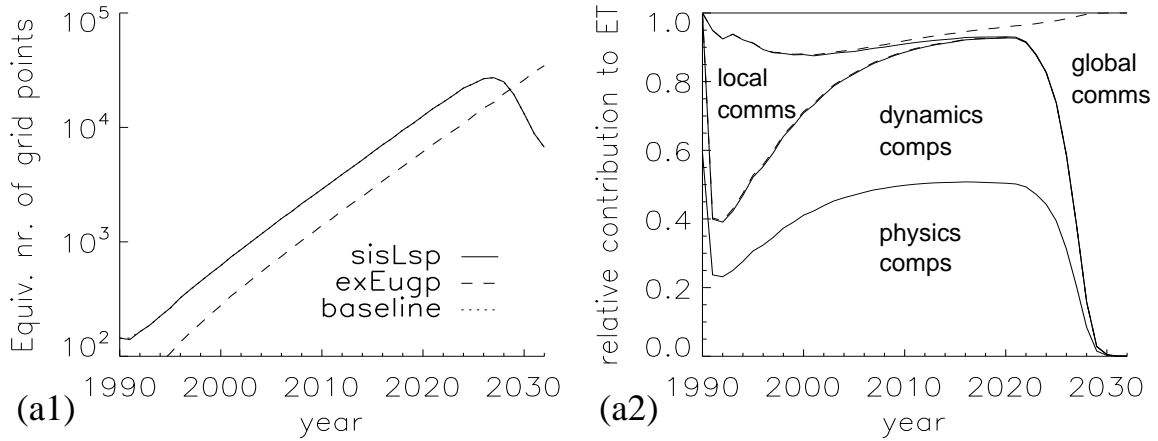 Equiv. nr. of grid points
10^5
10^4
10^3
10^2
sisLsp
exEugp
baseline
1990 2000 2010 2020 2030
year
(a1)
relative contribution to ET
1.0
0.8
0.6
0.4
0.2
0.0
local
comms
dynamics
comps
physics
comps
global
comms
1990 2000 2010 2020 2030
year
(a2)